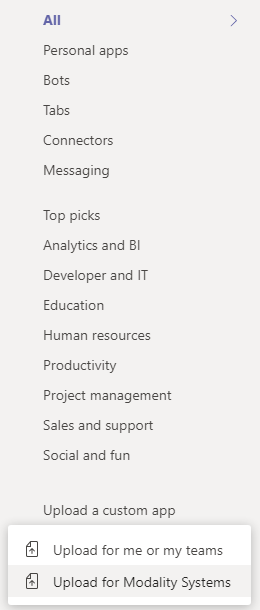 All
Personal apps
Bots
Tabs
Connectors
Messaging
Top picks
Analytics and BI
Developer and IT
Education
Human resources
Productivity
Project management
Sales and support
Social and fun
Upload a custom app
Upload for me or my teams
Upload for Modality Systems